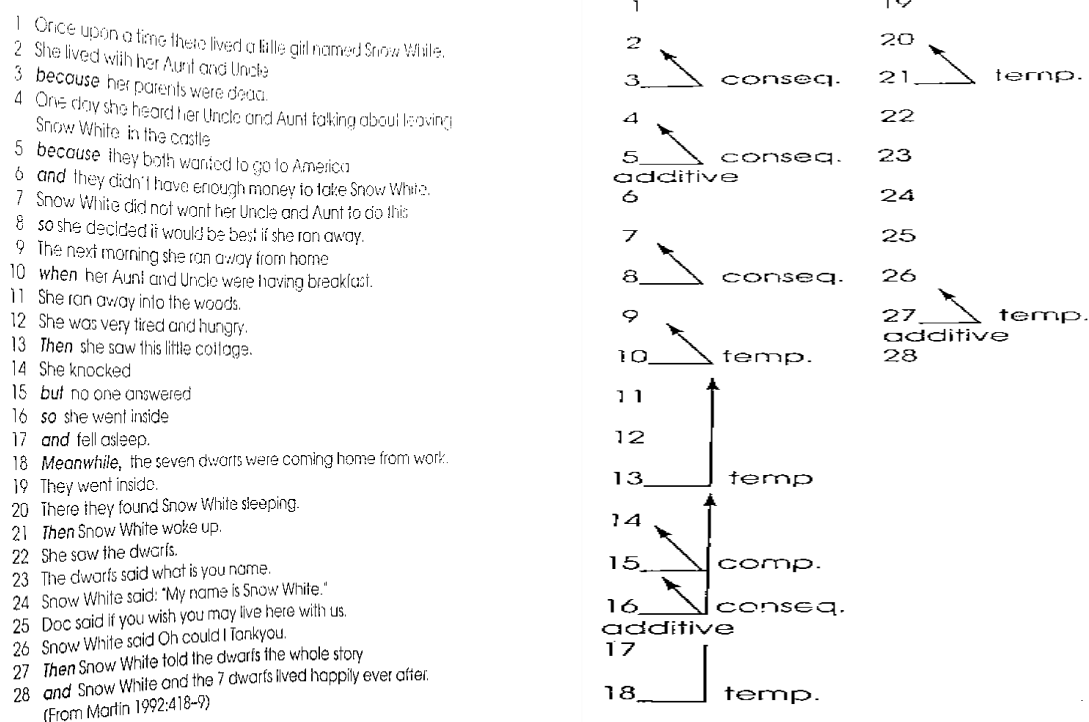 1 Once upon a time there lived a little girl named Snow White.
2 She lived with her Aunt and Uncle
3 because her parents were dead.
4 One day she heard her Uncle and Aunt talking about leaving
Snow White in the castle
5 because they both wanted to go to America
6 and they didn't have enough money to take Snow White.
7 Snow White did not want her Uncle and Aunt to do this
8 so she decided it would be best if she ran away.
9 The next morning she ran away from home
10 when her Aunt and Uncle were having breakfast.
11 She ran away into the woods.
12 She was very tired and hungry.
13 Then she saw this little cottage.
14 She knocked
15 but no one answered
16 so she went inside
17 and fell asleep.
18 Meanwhile, the seven dwarfs were coming home from work.
19 They went inside.
20 There they found Snow White sleeping.
21 Then Snow White woke up.
22 She saw the dwarfs.
23 The dwarfs said what is you name.
24 Snow White said: "My name is Snow White."
25 Doc said if you wish you may live here with us.
26 Snow White said Oh could I Tankyou.
27 Then Snow White told the dwarfs the whole story
28 and Snow White and the 7 dwarfs lived happily ever after.
(From Martin 1992:418-9)
1
2
3 conseq.
4
5 conseq.
additive
6
7
8 conseq.
9
10 temp.
11
12
13 temp
14
15 comp.
16 conseq.
additive
17
18 temp.
19
20
21 temp.
22
23
24
25
26
27 temp.
additive
28